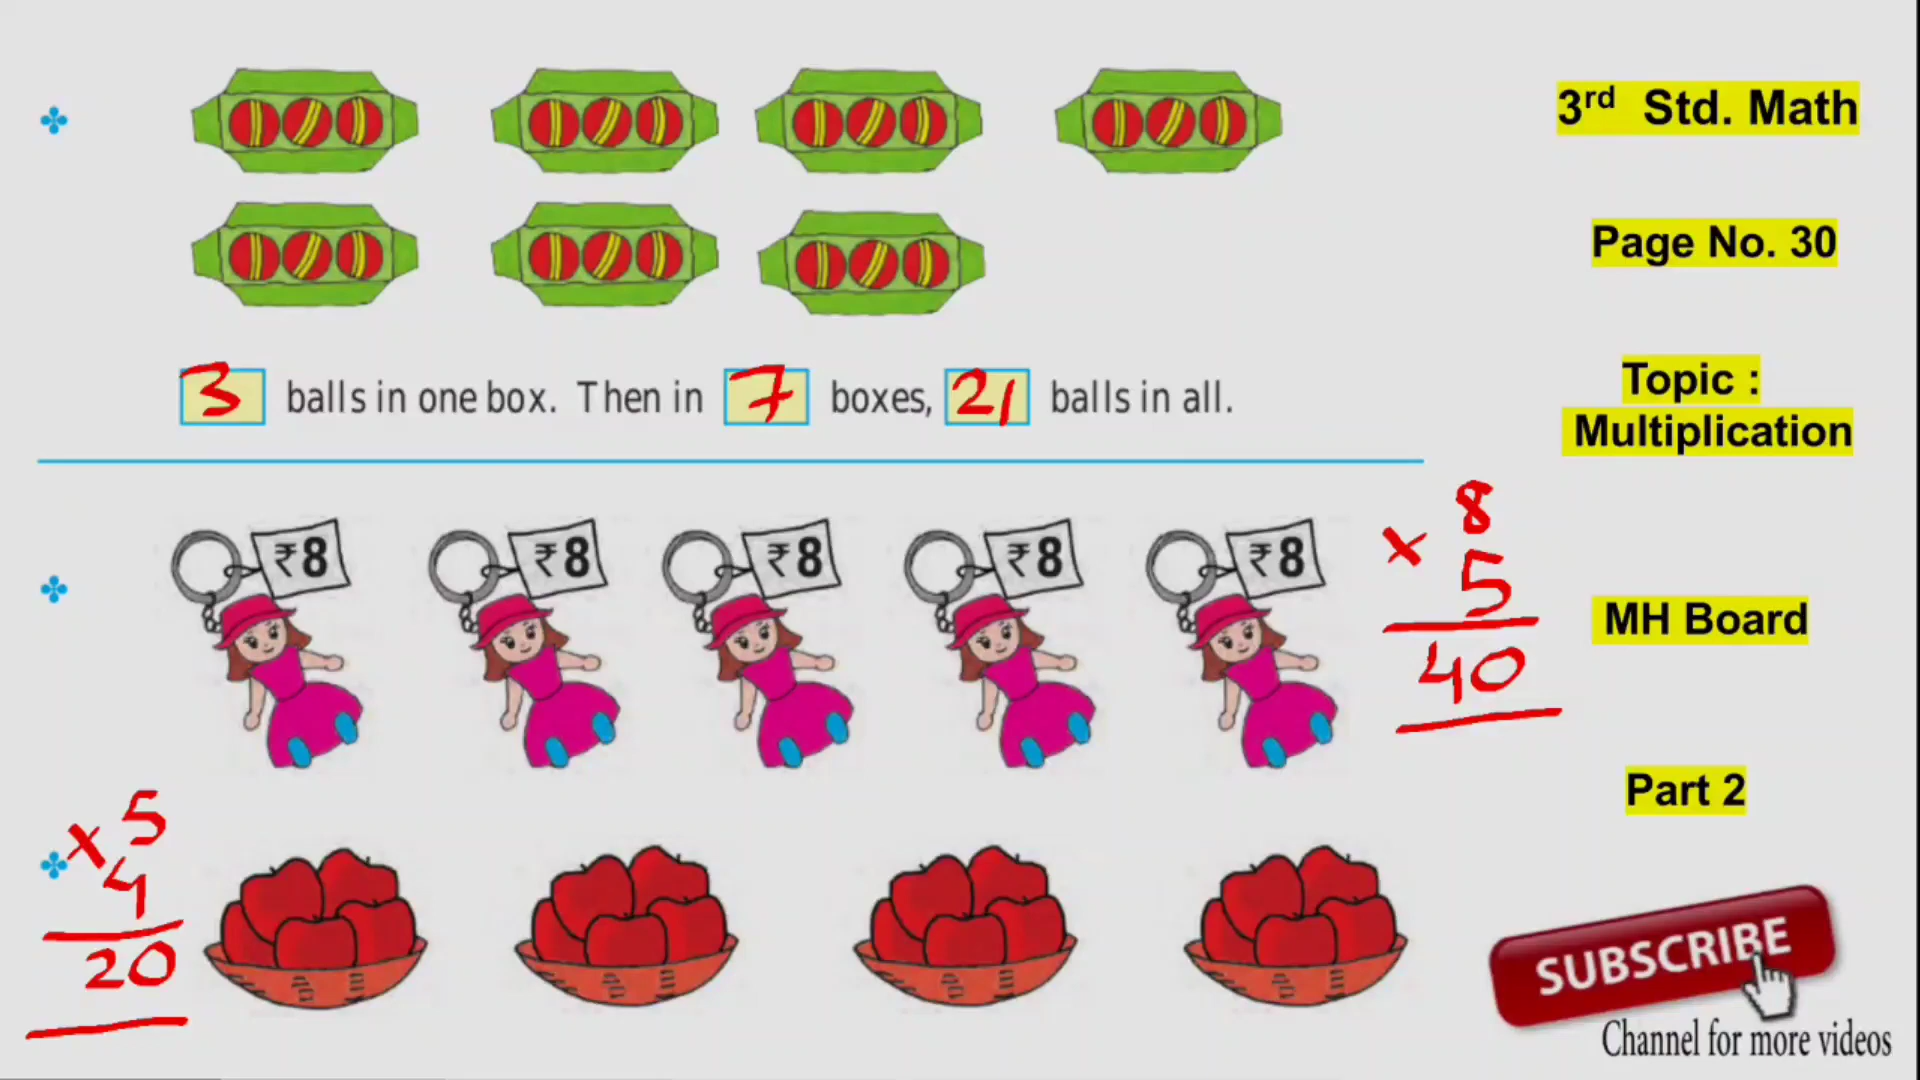 3rd Std. Math
Page No. 30
3 balls in one box. Then in 7 boxes, 21 balls in all.
Topic :
Multiplication
₹8 ₹8 ₹8 ₹8 ₹8
8
× 5
40
MH Board
Part 2
5
× 4
20
SUBSCRIBE
Channel for more videos